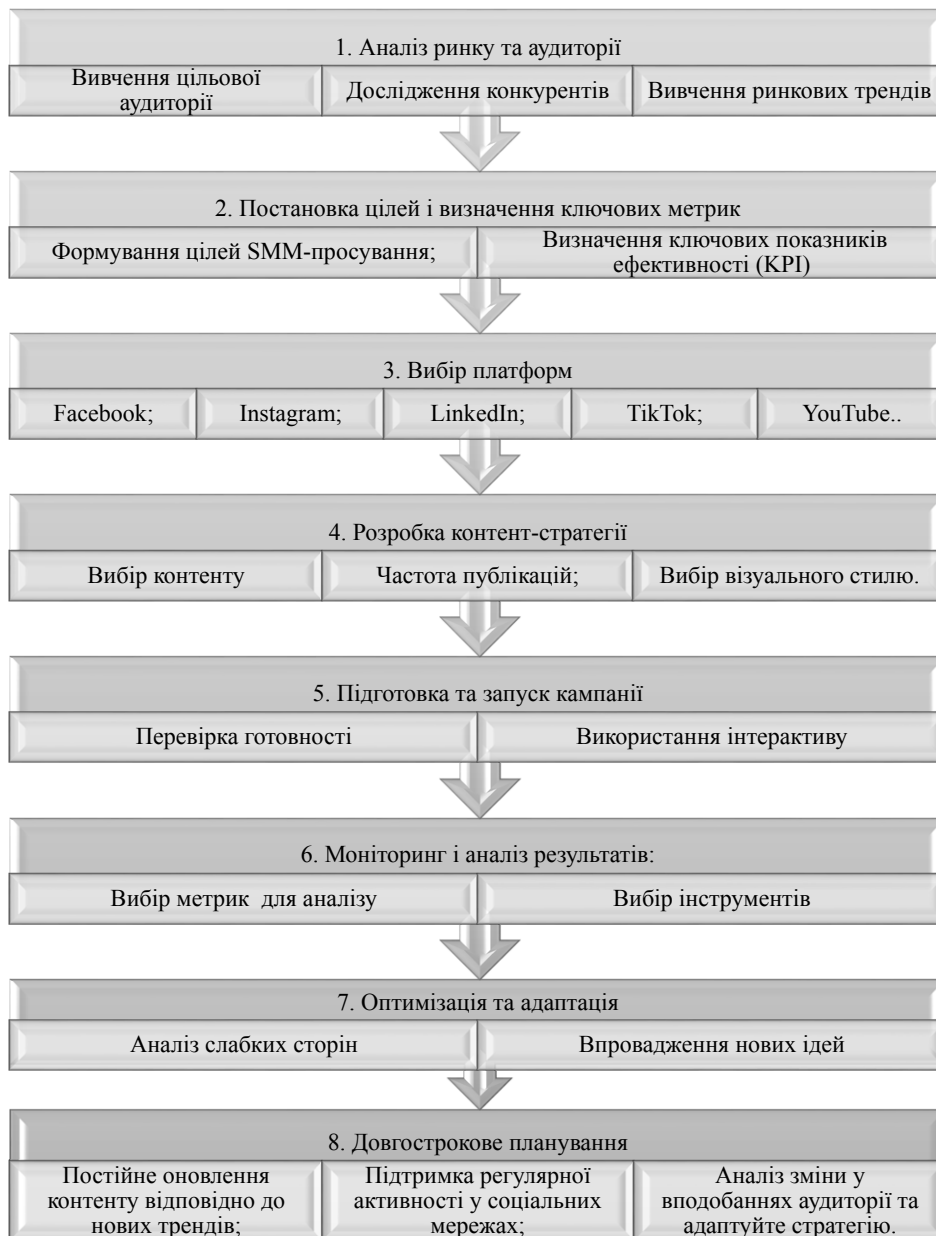 1. Аналіз ринку та аудиторії
Вивчення цільової
аудиторії
Дослідження конкурентів
Вивчення ринкових трендів
2. Постановка цілей і визначення ключових метрик
Формування цілей SMM-просування;
Визначення ключових показників
ефективності (KPI)
3. Вибір платформ
Facebook;
Instagram;
LinkedIn;
TikTok;
YouTube..
4. Розробка контент-стратегії
Вибір контенту
Частота публікацій;
Вибір візуального стилю.
5. Підготовка та запуск кампанії
Перевірка готовності
Використання інтерактиву
6. Моніторинг і аналіз результатів:
Вибір метрик для аналізу
Вибір інструментів
7. Оптимізація та адаптація
Аналіз слабких сторін
Впровадження нових ідей
8. Довгострокове планування
Постійне оновлення
контенту відповідно до
нових трендів;
Підтримка регулярної
активності у соціальних
мережах;
Аналіз зміни у
вподобаннях аудиторії та
адаптуйте стратегію.